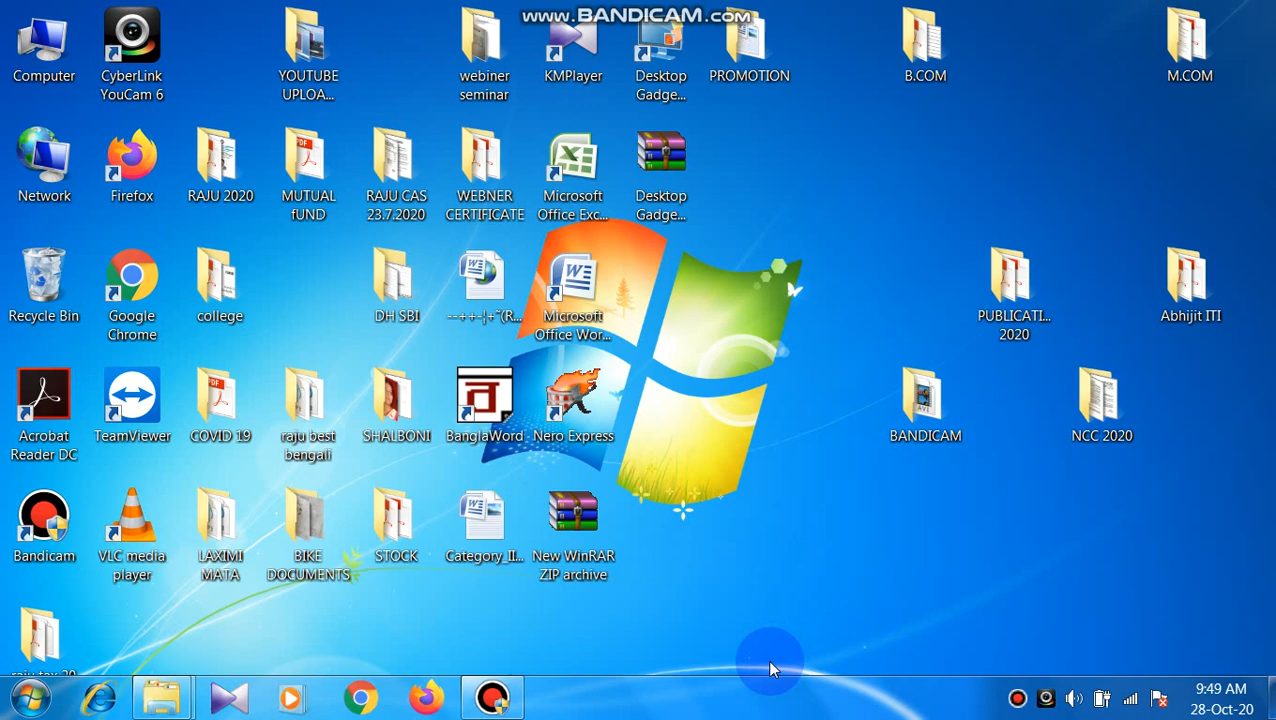 www.BANDICAM.com
Computer
CyberLink
YouCam 6
YOUTUBE
UPLOA...
webiner
seminar
KMPlayer
Desktop
Gadge...
PROMOTION
B.COM
M.COM
Network
Firefox
RAJU 2020
MUTUAL
fUND
RAJU CAS
23.7.2020
WEBNER
CERTIFICATE
Microsoft
Office Exc...
Desktop
Gadge...
Recycle Bin
Google
Chrome
college
DH SBI
--++-¦+~(R...
Microsoft
Office Wor...
PUBLICATI...
2020
Abhijit ITI
Acrobat
Reader DC
TeamViewer
COVID 19
raju best
bengali
SHALBONI
BanglaWord
Nero Express
BANDICAM
NCC 2020
Bandicam
VLC media
player
LAXIMI
MATA
BIKE
DOCUMENTS
STOCK
Category_II...
New WinRAR
ZIP archive
raju tax 20
9:49 AM
28-Oct-20